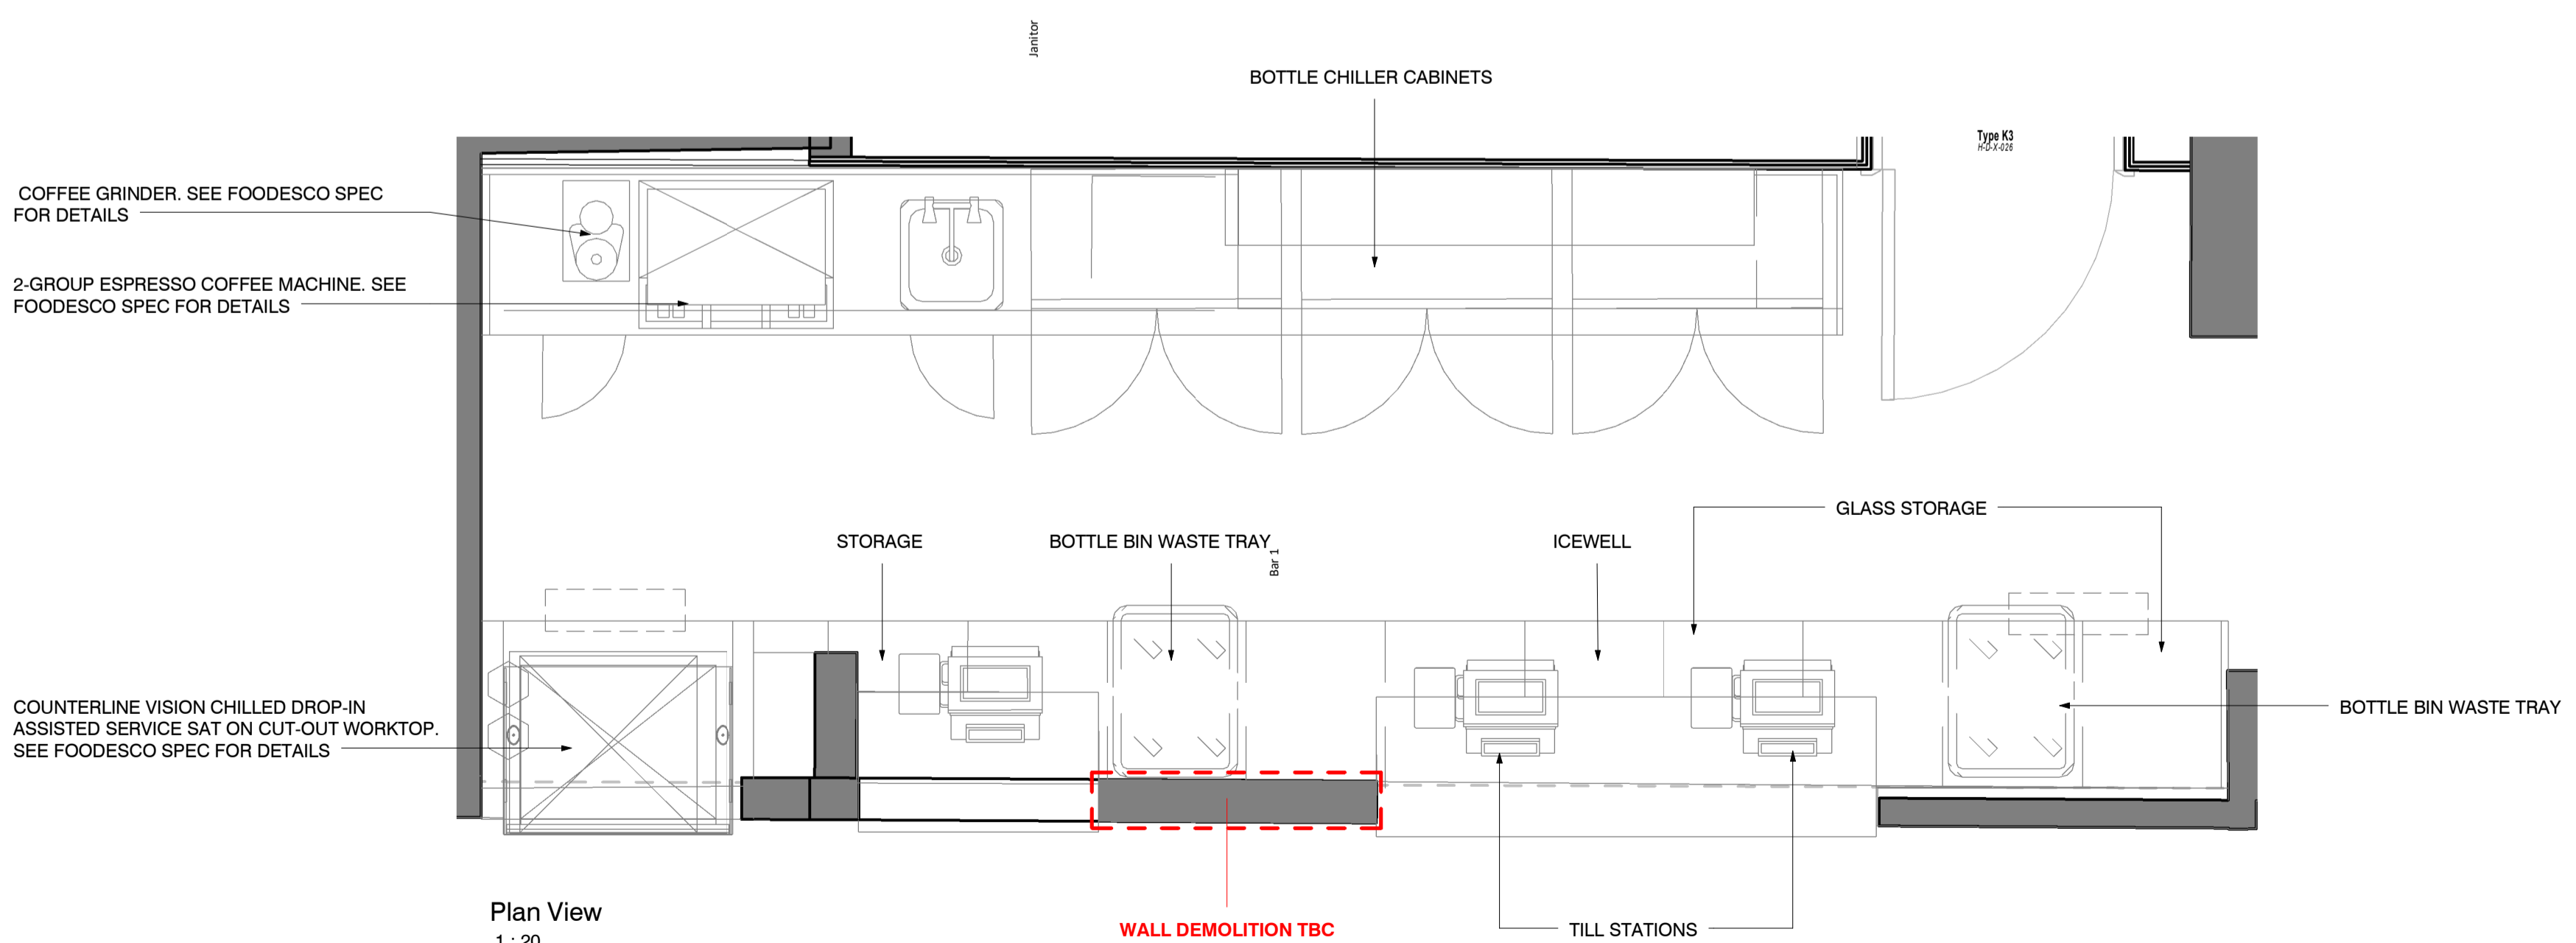 Janitor
BOTTLE CHILLER CABINETS
Type K3
H-D-X-026
COFFEE GRINDER. SEE FOODESCO SPEC
FOR DETAILS
2-GROUP ESPRESSO COFFEE MACHINE. SEE
FOODESCO SPEC FOR DETAILS
GLASS STORAGE
STORAGE
BOTTLE BIN WASTE TRAY
Bar 1
ICEWELL
COUNTERLINE VISION CHILLED DROP-IN
ASSISTED SERVICE SAT ON CUT-OUT WORKTOP.
SEE FOODESCO SPEC FOR DETAILS
BOTTLE BIN WASTE TRAY
Plan View
1 : 20
WALL DEMOLITION TBC
TILL STATIONS